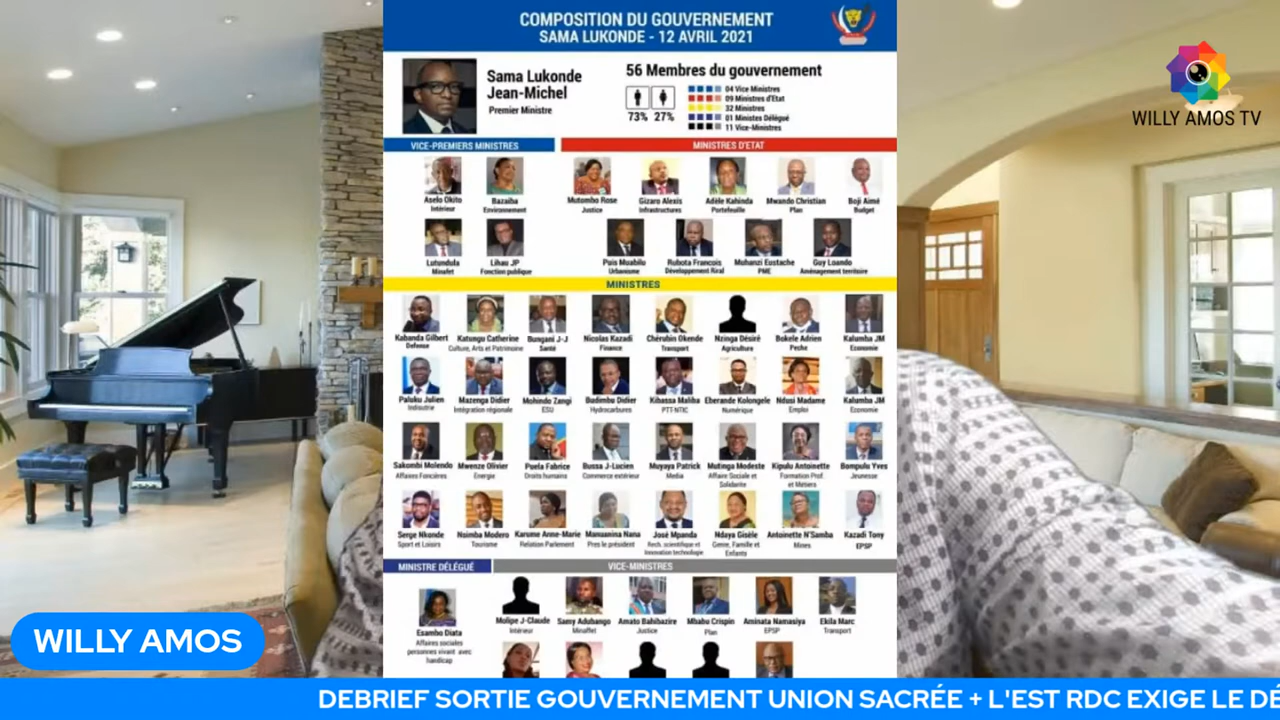 COMPOSITION DU GOUVERNEMENT
SAMA LUKONDE - 12 AVRIL 2021
WILLY AMOS TV
Sama Lukonde
Jean-Michel
Premier Ministre
56 Membres du gouvernement
73% 27%
04 Vice Ministres
09 Ministres d'Etat
32 Ministres
01 Ministes Délégué
11 Vice-Ministres
VICE-PREMIERS MINISTRES
MINISTRES D'ETAT
Aselo Okito
Intérieur
Bazaiba
Environnement
Mutombo Rose
Justice
Gizaro Alexis
Infrastructures
Adèle Kahinda
Portefeuille
Mwando Christian
Plan
Boji Aimé
Budget
Lutundula
Minafet
Lihau JP
Fonction publique
Puis Muabilu
Urbanisme
Rubota Francois
Développement Riral
Muhanzi Eustache
PME
Guy Loando
Aménagement territoire
MINISTRES
Kabanda Gilbert
Defense
Katungu Catherine
Culture, Arts et Patrimoine
Bungani J-J
Santé
Nicolas Kazadi
Finance
Chérubin Okende
Transport
Nzinga Désiré
Agriculture
Bokele Adrien
Peche
Kalumba JM
Economie
Paluku Julien
Indusutrie
Mazenga Didier
Intégration régionale
Mohindo Zangi
ESU
Budimbu Didier
Hydrocarbures
Kibassa Maliba
PTT-NTIC
Eberande Kolongele
Numérique
Ndusi Madame
Emploi
Kalumba JM
Economie
Sakombi Molendo
Affaires Foncières
Mwenze Olivier
Energie
Puela Fabrice
Droits humains
Bussa J-Lucien
Commerce extérieur
Muyaya Patrick
Media
Mutinga Modeste
Affaire Sociale et
Solidarite
Kipulu Antoinette
Formation Prof.
et Metiers
Bompulu Yves
Jeunesse
Serge Nkonde
Sport et Loisirs
Nsimba Modero
Tourisme
Karume Anne-Marie
Relation Parlement
Manuanina Nana
Pres le président
José Mpanda
Rech. scientifique et
Innovation technologie
Ndaya Gisèle
Genre, Famille et
Enfants
Antoinette N'Samba
Mines
Kazadi Tony
EPSP
MINISTRE DÉLÉGUÉ
VICE-MINISTRES
Esambo Diata
Affaires sociales
personnes vivant avec
handicap
Molipe J-Claude
Intérieur
Samy Adubango
Minaffet
Amato Bahibazire
Justice
Mbabu Crispin
Plan
Aminata Namasiya
EPSP
Ekila Marc
Transport
WILLY AMOS
DEBRIEF SORTIE GOUVERNEMENT UNION SACRÉE + L'EST RDC EXIGE LE DÉ